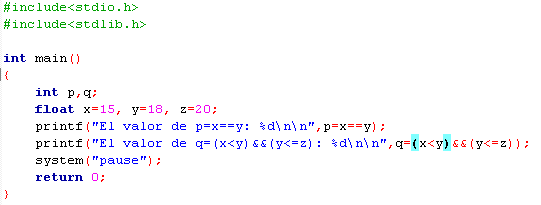 #include<stdio.h>
#include<stdlib.h>
int main()
{
int p,q;
float x=15, y=18, z=20;
printf("El valor de p=x==y: %d\n\n",p=x==y);
printf("El valor de q=(x<y)&&(y<=z): %d\n\n",q=(x<y)&&(y<=z));
system("pause");
return 0;
}